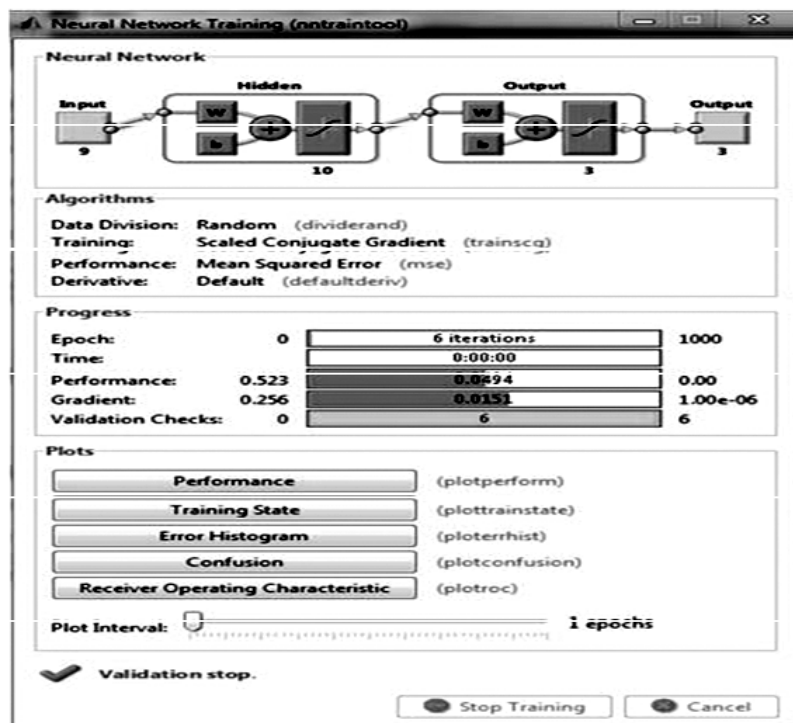 Neural Network Training (nntraintool)
Neural Network
Hidden Output
Input Output
W W
b b
9 3
10 3
Algorithms
Data Division: Random (dividerand)
Training: Scaled Conjugate Gradient (trainscg)
Performance: Mean Squared Error (mse)
Derivative: Default (defaultderiv)
Progress
Epoch: 0 6 iterations 1000
Time: 0:00:00
Performance: 0.523 0.0494 0.00
Gradient: 0.256 0.0151 1.00e-06
Validation Checks: 0 6 6
Plots
Performance (plotperform)
Training State (plottrainstate)
Error Histogram (ploterrhist)
Confusion (plotconfusion)
Receiver Operating Characteristic (plotroc)
Plot Interval: 1 epochs
Validation stop.
Stop Training Cancel